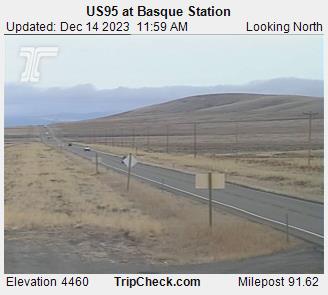 US95 at Basque Station
Updated: Dec 14 2023 11:59 AM Looking North
Elevation 4460 TripCheck.com Milepost 91.62